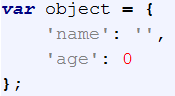 var object = {
    'name': '',
    'age': 0
};